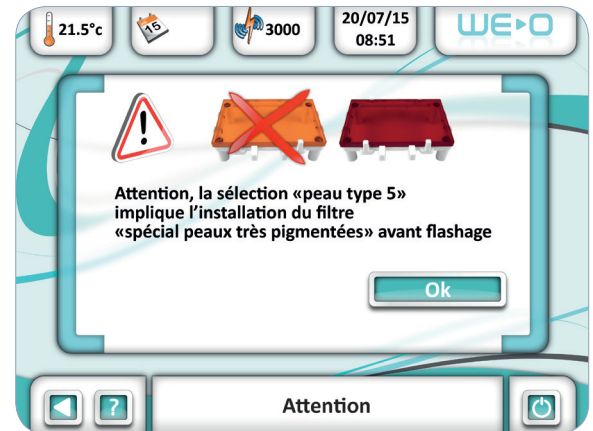 21.5°c
15
3000
20/07/15
08:51
WE▸O
!
Attention, la sélection «peau type 5»
implique l’installation du filtre
«spécial peaux très pigmentées» avant flashage
Ok
?
Attention